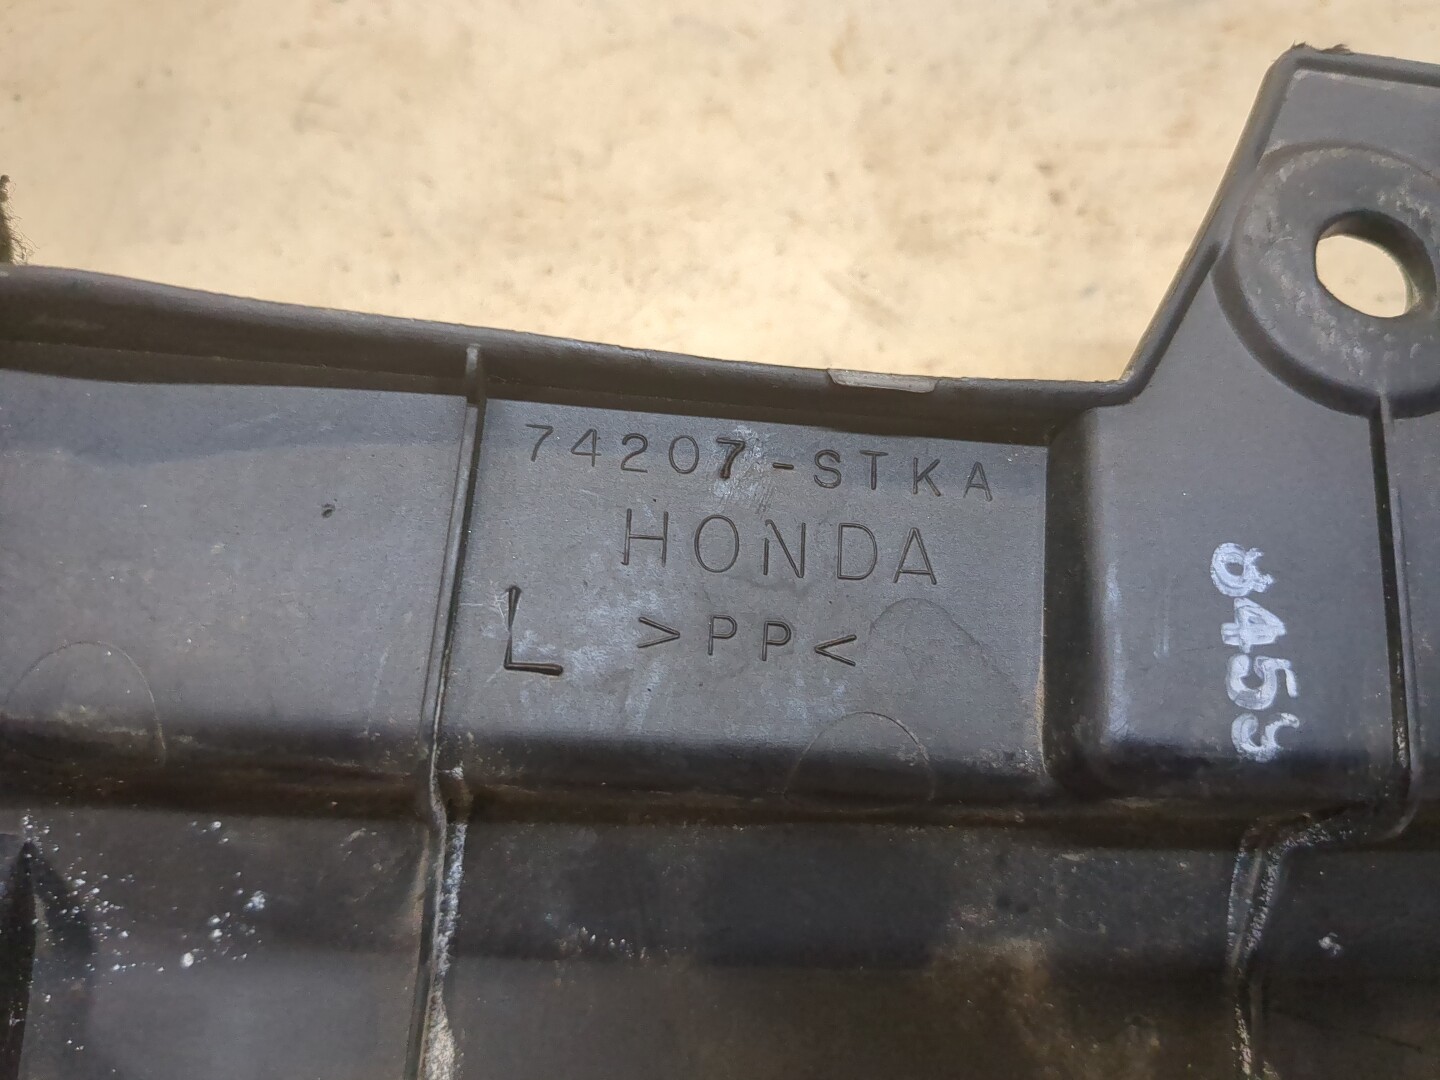 74207-STKA
HONDA
L >PP<
8459